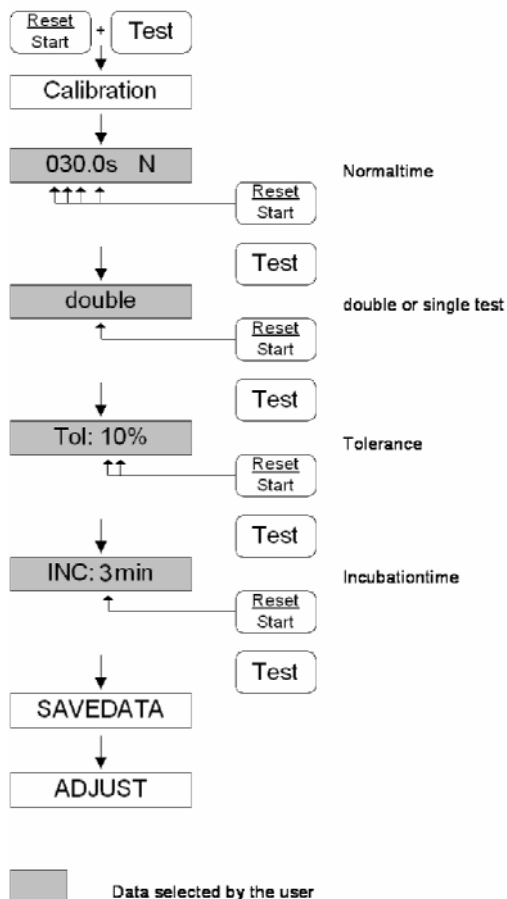 Reset
Start
+
Test
Calibration
030.0s N
Normaltime
Reset
Start
Test
double
double or single test
Reset
Start
Test
Tol: 10%
Tolerance
Reset
Start
Test
INC: 3min
Incubationtime
Reset
Start
Test
SAVEDATA
ADJUST
Data selected by the user